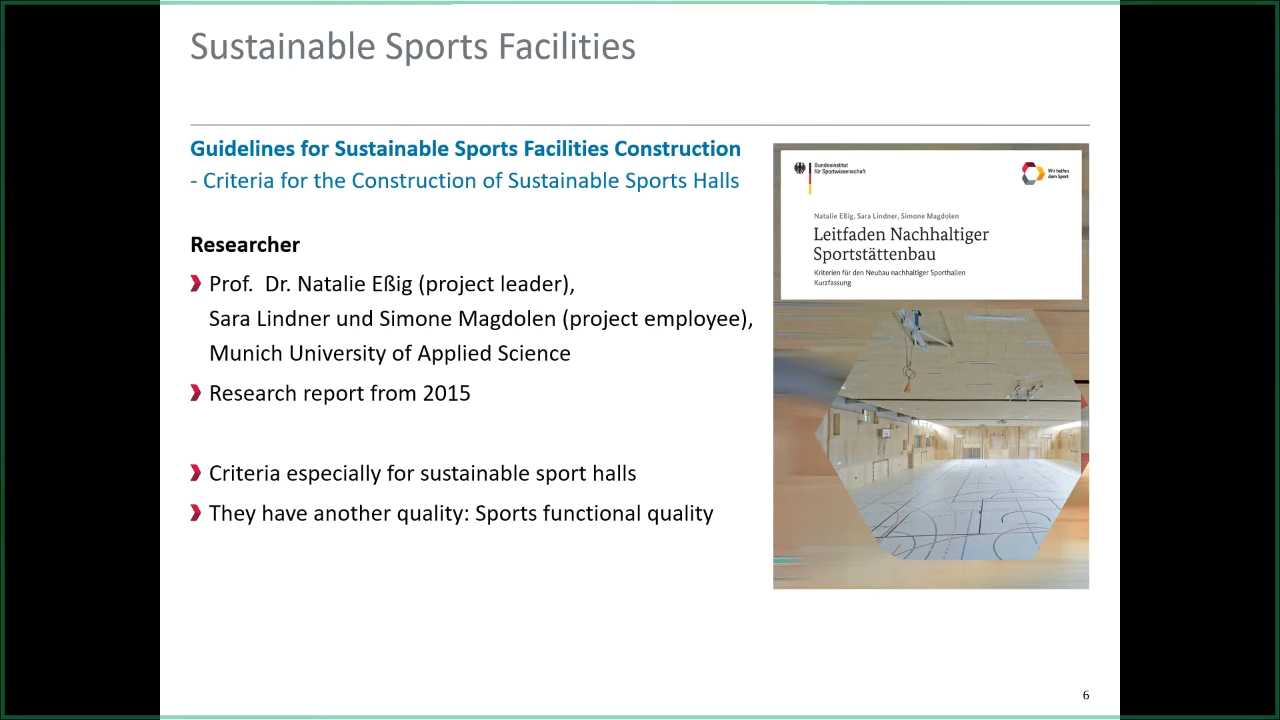 Sustainable Sports Facilities
Guidelines for Sustainable Sports Facilities Construction
- Criteria for the Construction of Sustainable Sports Halls
Researcher
Prof.  Dr. Natalie Eßig (project leader),
Sara Lindner und Simone Magdolen (project employee),
Munich University of Applied Science
Research report from 2015
Criteria especially for sustainable sport halls
They have another quality: Sports functional quality
Bundesinstitut
für Sportwissenschaft
Wir helfen
dem Sport
Natalie Eßig, Sara Lindner, Simone Magdolen
Leitfaden Nachhaltiger
Sportstättenbau
Kriterien für den Neubau nachhaltiger Sporthallen
Kurzfassung
6